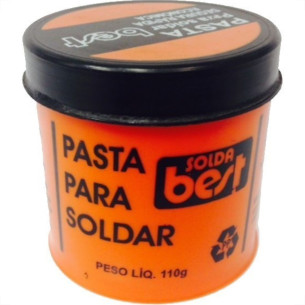 PASTA
best
PASTA
PARA
SOLDAR
SOLDA
best
PESO LÍQ. 110g